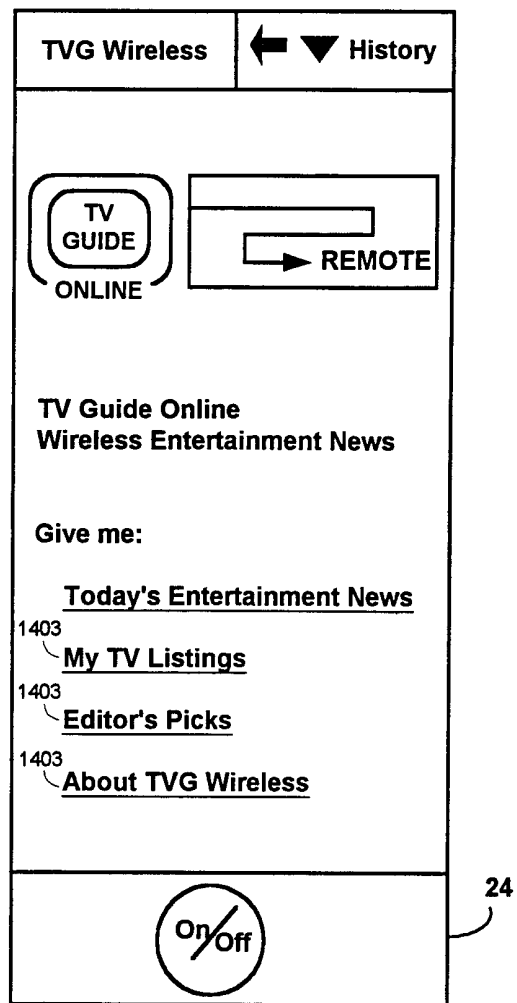 TVG Wireless
History
TV
GUIDE
ONLINE
REMOTE
TV Guide Online
Wireless Entertainment News
Give me:
Today's Entertainment News
1403
My TV Listings
1403
Editor's Picks
1403
About TVG Wireless
24
On/Off